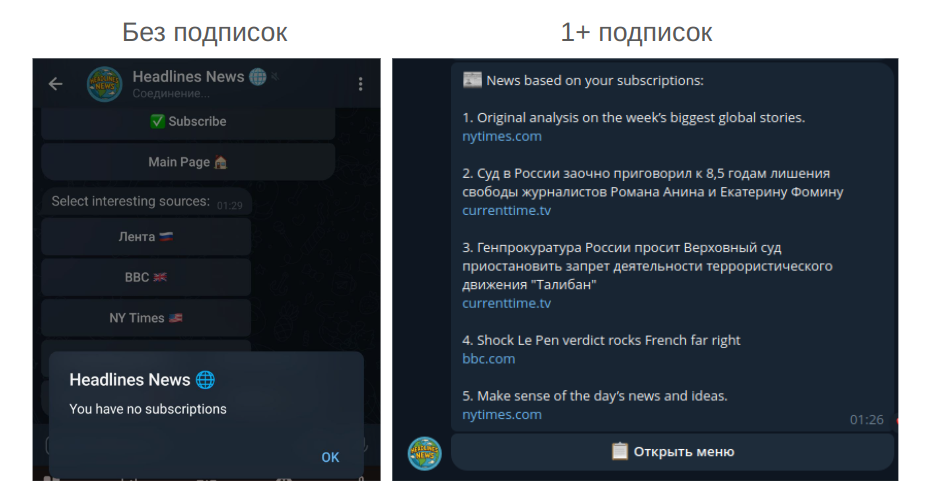 Без подписок
1+ подписок
Headlines News
Соединение...
Subscribe
Main Page
Select interesting sources: 01:29
Лента
BBC
NY Times
Headlines News
You have no subscriptions
OK
News based on your subscriptions:
1. Original analysis on the week's biggest global stories.
nytimes.com
2. Суд в России заочно приговорил к 8,5 годам лишения
свободы журналистов Романа Анина и Екатерину Фомину
currenttime.tv
3. Генпрокуратура России просит Верховный суд
приостановить запрет деятельности террористического
движения "Талибан"
currenttime.tv
4. Shock Le Pen verdict rocks French far right
bbc.com
5. Make sense of the day's news and ideas.
nytimes.com
01:26
HEADLINES
NEWS
Открыть меню